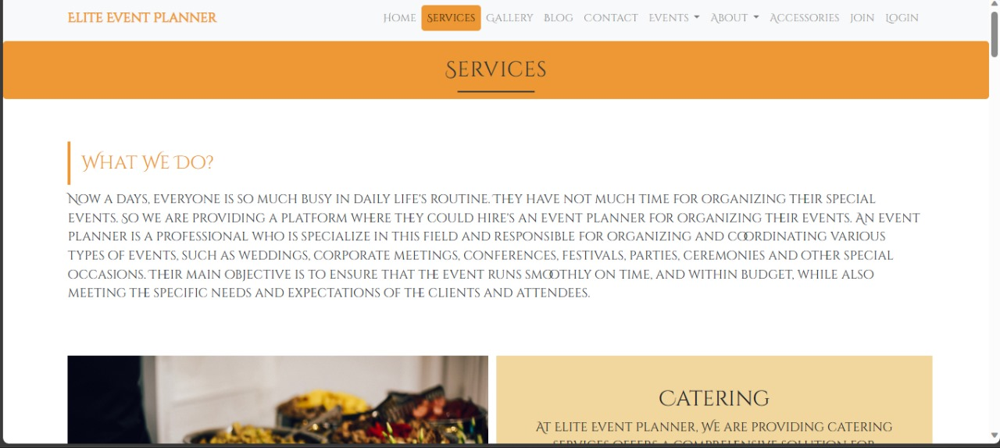 Elite Event Planner
Home Services Gallery Blog Contact Events About Accessories Join Login
Services
What We Do?
Now a days, everyone is so much busy in daily life's routine. They have not much time for organizing their special
events. So we are providing a platform where they could hire's an event planner for organizing their events. An event
planner is a professional who is specialize in this field and responsible for organizing and coordinating various
types of events, such as weddings, corporate meetings, conferences, festivals, parties, ceremonies and other special
occasions. Their main objective is to ensure that the event runs smoothly on time, and within budget, while also
meeting the specific needs and expectations of the clients and attendees.
Catering
At Elite Event Planner, We are providing catering
services offers a comprehensive solution for